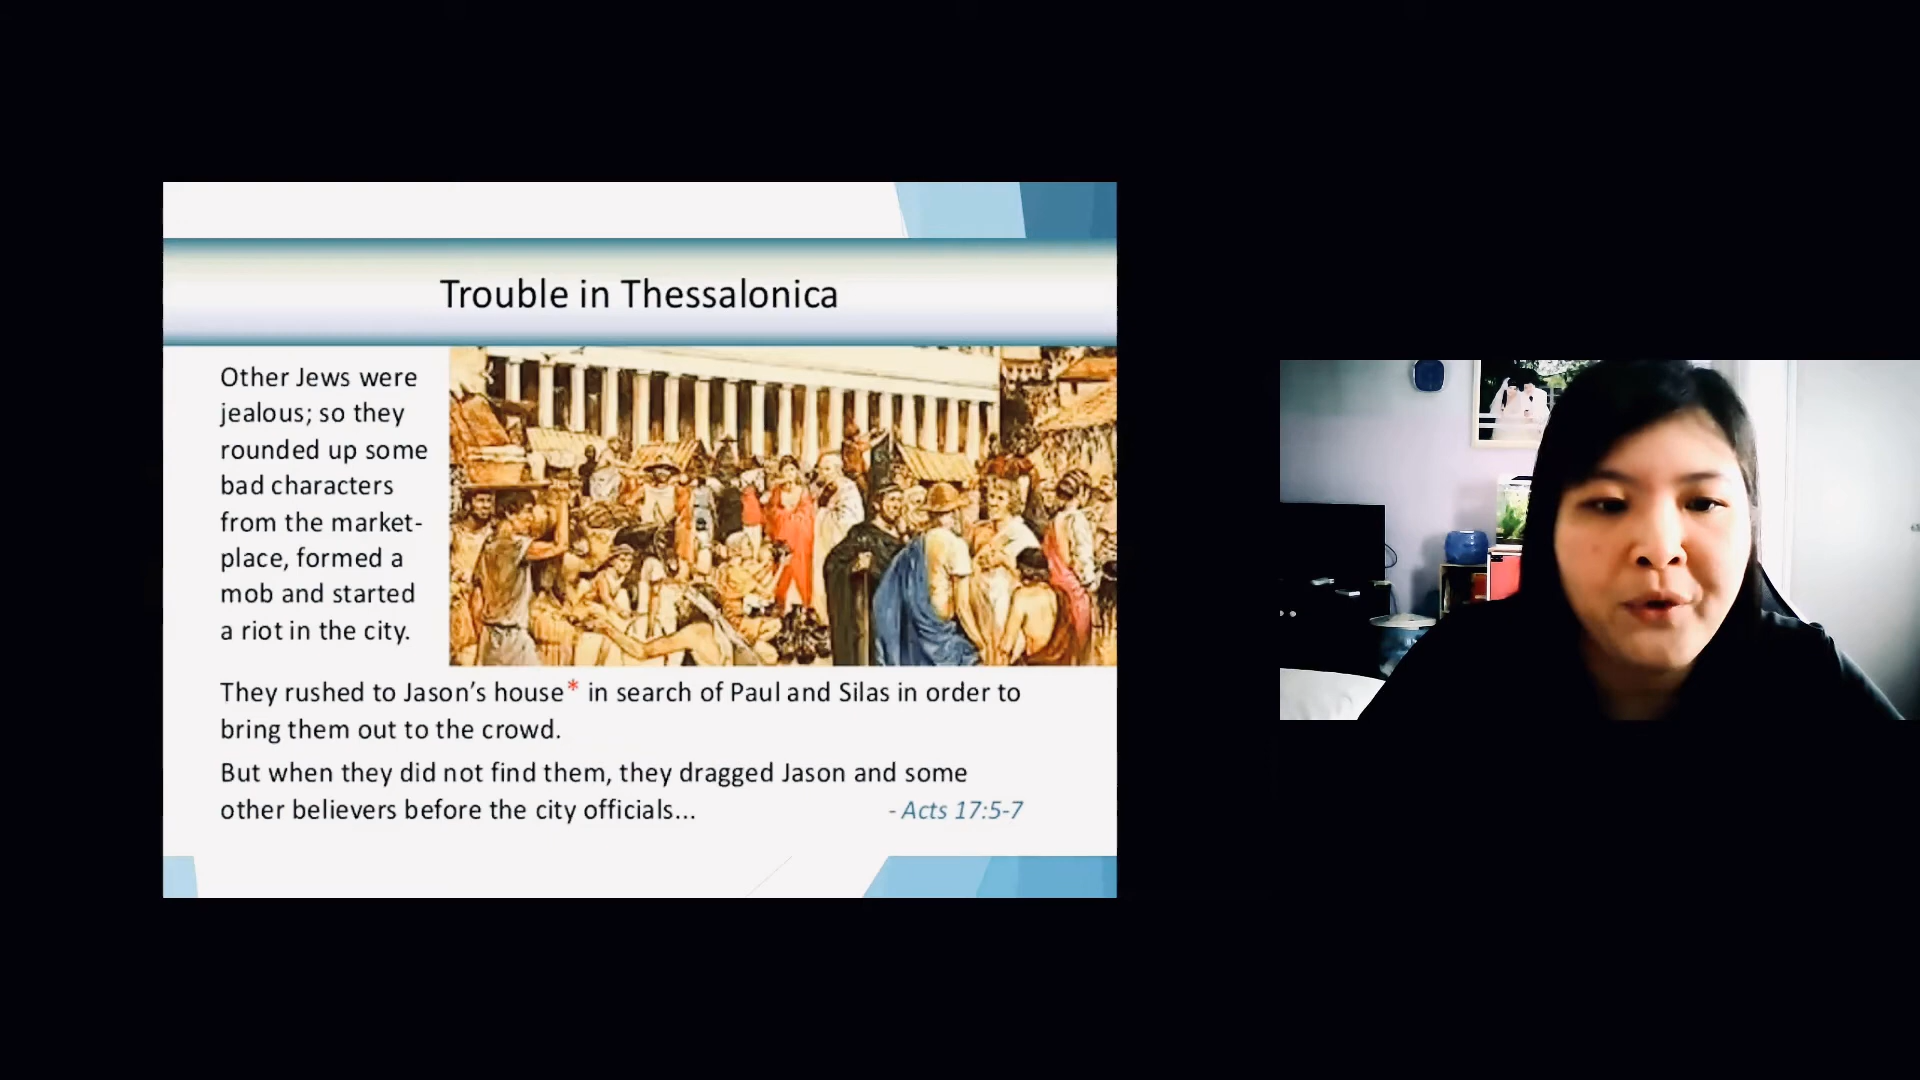 Trouble in Thessalonica
Other Jews were
jealous; so they
rounded up some
bad characters
from the market-
place, formed a
mob and started
a riot in the city.
They rushed to Jason’s house* in search of Paul and Silas in order to
bring them out to the crowd.
But when they did not find them, they dragged Jason and some
other believers before the city officials...
- Acts 17:5-7